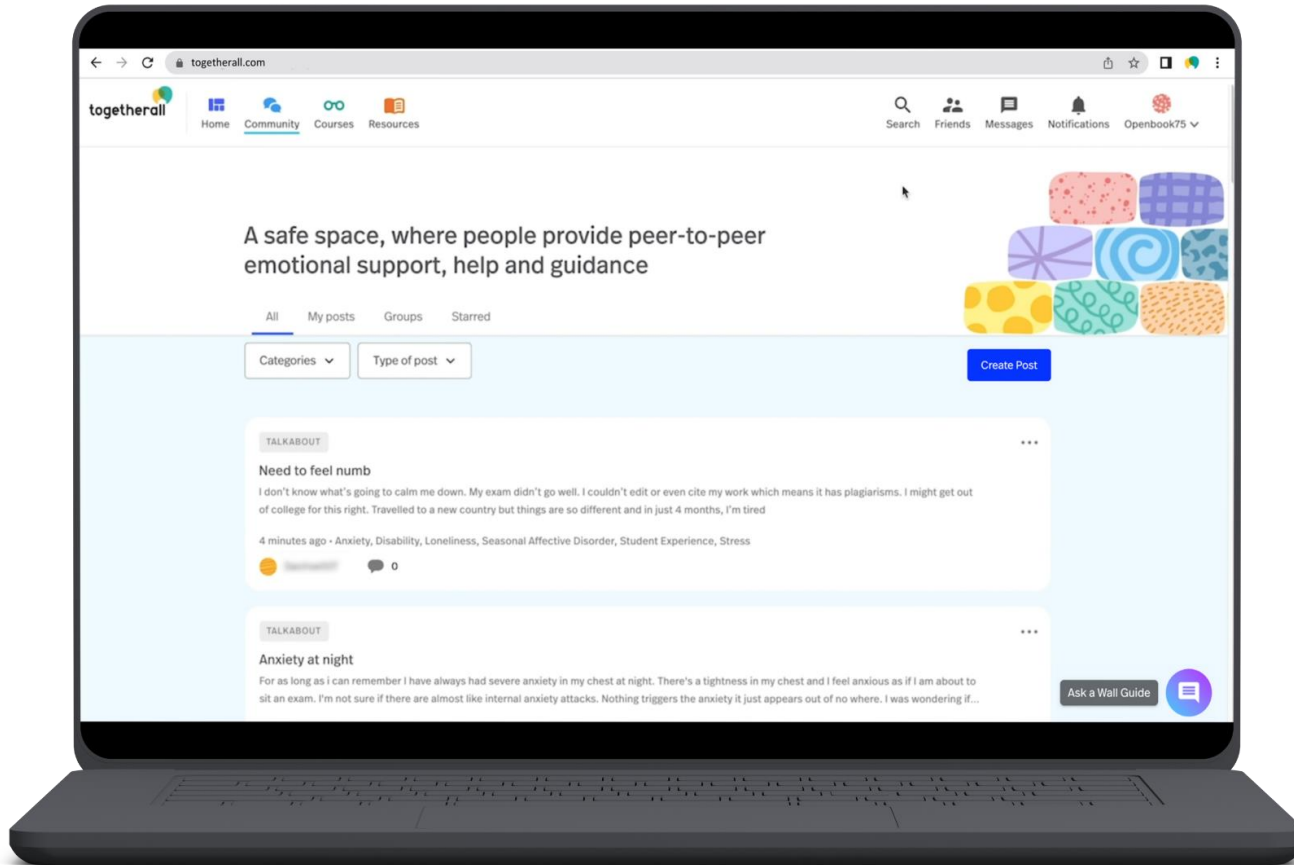 togetherall.com
togetherall
Home
Community
Courses
Resources
Search
Friends
Messages
Notifications
Openbook75
A safe space, where people provide peer-to-peer
emotional support, help and guidance
All
My posts
Groups
Starred
Categories
Type of post
Create Post
TALKABOUT
Need to feel numb
I don't know what's going to calm me down. My exam didn't go well. I couldn't edit or even cite my work which means it has plagiarisms. I might get out
of college for this right. Travelled to a new country but things are so different and in just 4 months, I'm tired
4 minutes ago • Anxiety, Disability, Loneliness, Seasonal Affective Disorder, Student Experience, Stress
0
TALKABOUT
Anxiety at night
For as long as i can remember I have always had severe anxiety in my chest at night. There's a tightness in my chest and I feel anxious as if I am about to
sit an exam. I'm not sure if there are almost like internal anxiety attacks. Nothing triggers the anxiety it just appears out of no where. I was wondering if...
Ask a Wall Guide